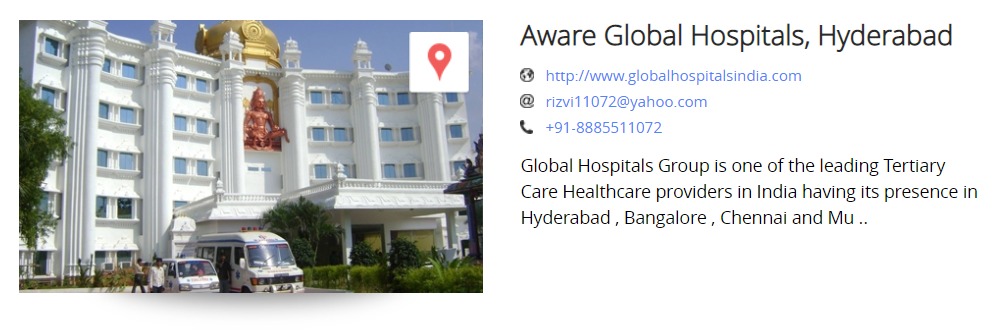 Aware Global Hospitals, Hyderabad
http://www.globalhospitalsindia.com
rizvi11072@yahoo.com
+91-8885511072
Global Hospitals Group is one of the leading Tertiary
Care Healthcare providers in India having its presence in
Hyderabad , Bangalore , Chennai and Mu ..